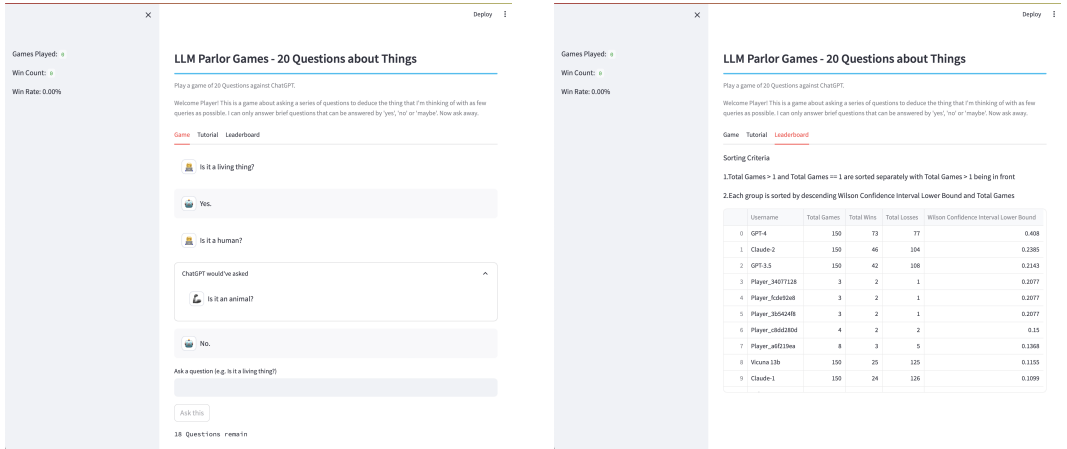 Deploy
Games Played: 0
Win Count: 0
Win Rate: 0.00%
LLM Parlor Games - 20 Questions about Things
Play a game of 20 Questions against ChatGPT.
Welcome Player! This is a game about asking a series of questions to deduce the thing that I'm thinking of with as few
queries as possible. I can only answer brief questions that can be answered by 'yes', 'no' or 'maybe'. Now ask away.
Game Tutorial Leaderboard
Is it a living thing?
Yes.
Is it a human?
ChatGPT would've asked
Is it an animal?
No.
Ask a question (e.g. Is it a living thing?)
Ask this
18 Questions remain
Deploy
Games Played: 0
Win Count: 0
Win Rate: 0.00%
LLM Parlor Games - 20 Questions about Things
Play a game of 20 Questions against ChatGPT.
Welcome Player! This is a game about asking a series of questions to deduce the thing that I'm thinking of with as few
queries as possible. I can only answer brief questions that can be answered by 'yes', 'no' or 'maybe'. Now ask away.
Game Tutorial Leaderboard
Sorting Criteria
1.Total Games > 1 and Total Games == 1 are sorted separately with Total Games > 1 being in front
2.Each group is sorted by descending Wilson Confidence Interval Lower Bound and Total Games
Username Total Games Total Wins Total Losses Wilson Confidence Interval Lower Bound
0 GPT-4 150 73 77 0.408
1 Claude-2 150 46 104 0.2385
2 GPT-3.5 150 42 108 0.2143
3 Player_34077128 3 2 1 0.2077
4 Player_fcde92e8 3 2 1 0.2077
5 Player_3b5424f8 3 2 1 0.2077
6 Player_c8dd280d 4 2 2 0.15
7 Player_a6f219ea 8 3 5 0.1368
8 Vicuna 13b 150 25 125 0.1155
9 Claude-1 150 24 126 0.1099